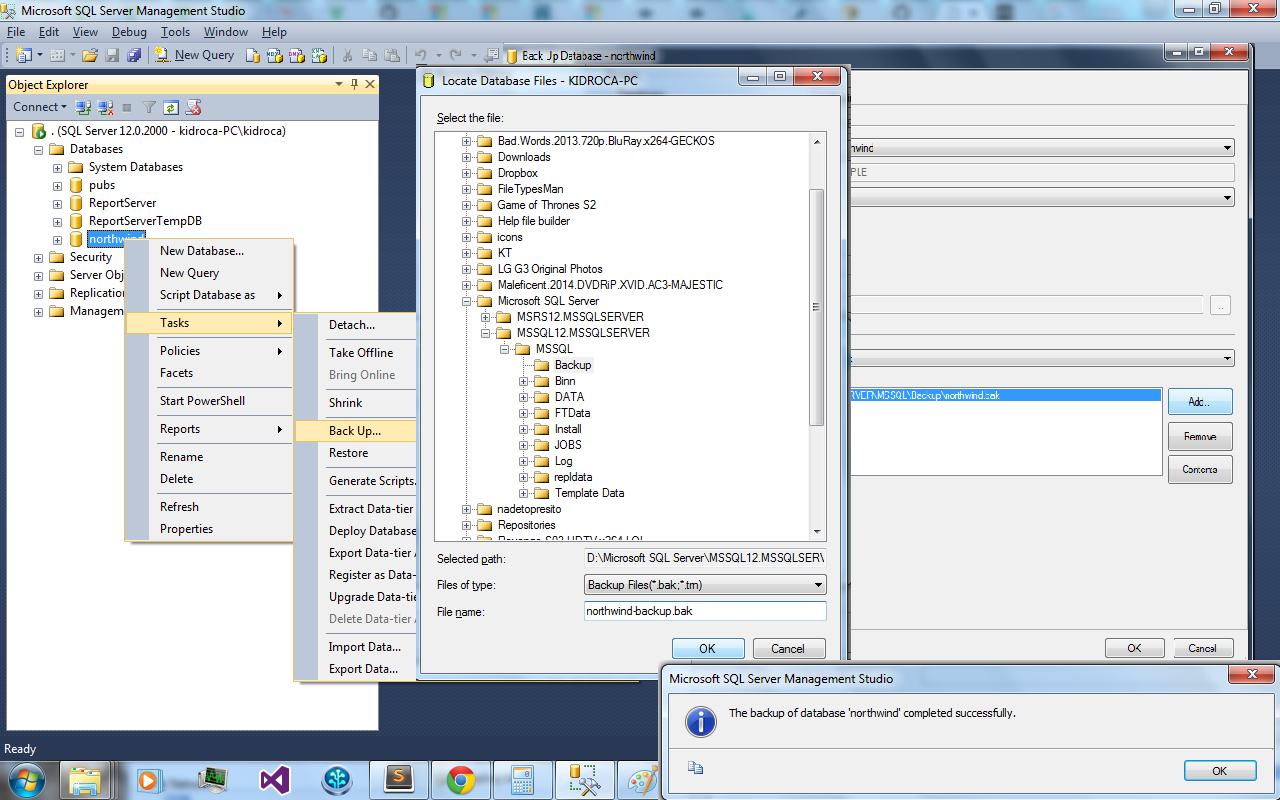 Microsoft SQL Server Management Studio
File Edit View Debug Tools Window Help
New Query
Back Up Database - northwind
Object Explorer
Connect
. (SQL Server 12.0.2000 - kidroca-PC\kidroca)
Databases
System Databases
pubs
ReportServer
ReportServerTempDB
northwind
Security
Server Obj
Replication
Managem
New Database...
New Query
Script Database as
Tasks
Policies
Facets
Start PowerShell
Reports
Rename
Delete
Refresh
Properties
Detach...
Take Offline
Bring Online
Shrink
Back Up...
Restore
Generate Scripts.
Extract Data-tier
Deploy Database
Export Data-tier A
Register as Data-
Upgrade Data-tie
Delete Data-tier A
Import Data...
Export Data...
Locate Database Files - KIDROCA-PC
Select the file:
Bad.Words.2013.720p.BluRay.x264-GECKOS
Downloads
Dropbox
FileTypesMan
Game of Thrones S2
Help file builder
icons
KT
LG G3 Original Photos
Maleficent.2014.DVDRiP.XVID.AC3-MAJESTIC
Microsoft SQL Server
MSRS12.MSSQLSERVER
MSSQL12.MSSQLSERVER
MSSQL
Backup
Binn
DATA
FTData
Install
JOBS
Log
repldata
Template Data
nadetopresito
Repositories
Revenge.S03.HDTV.x264-LOL
Selected path: D:\Microsoft SQL Server\MSSQL12.MSSQLSER\
Files of type: Backup Files(*.bak;*.trn)
File name: northwind-backup.bak
OK Cancel
hwind
PLE
...
RVER\MSSQL\Backup\northwind.bak
Add...
Remove
Contents
OK Cancel
Microsoft SQL Server Management Studio
The backup of database 'northwind' completed successfully.
OK
Ready